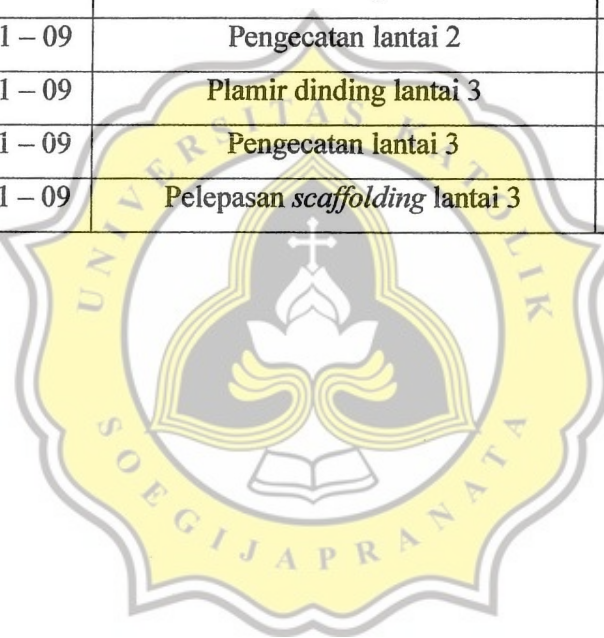 1 – 09 Pengecatan lantai 2
1 – 09 Plamir dinding lantai 3
1 – 09 Pengecatan lantai 3
1 – 09 Pelepasan scaffolding lantai 3
UNIVERSITAS KATOLIK
SOEGIJAPRANATA